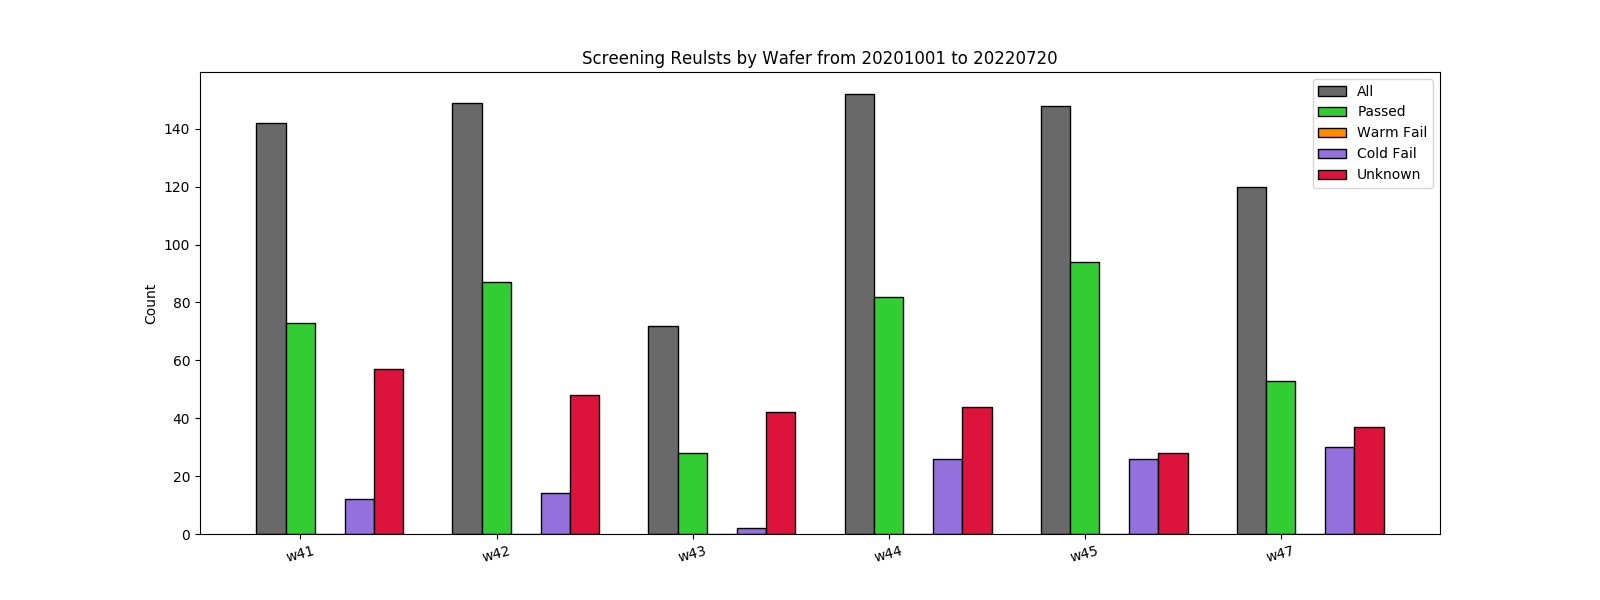 Screening Reulsts by Wafer from 20201001 to 20220720
All
Passed
Warm Fail
Cold Fail
Unknown
Count
140
120
100
80
60
40
20
0
w41
w42
w43
w44
w45
w47